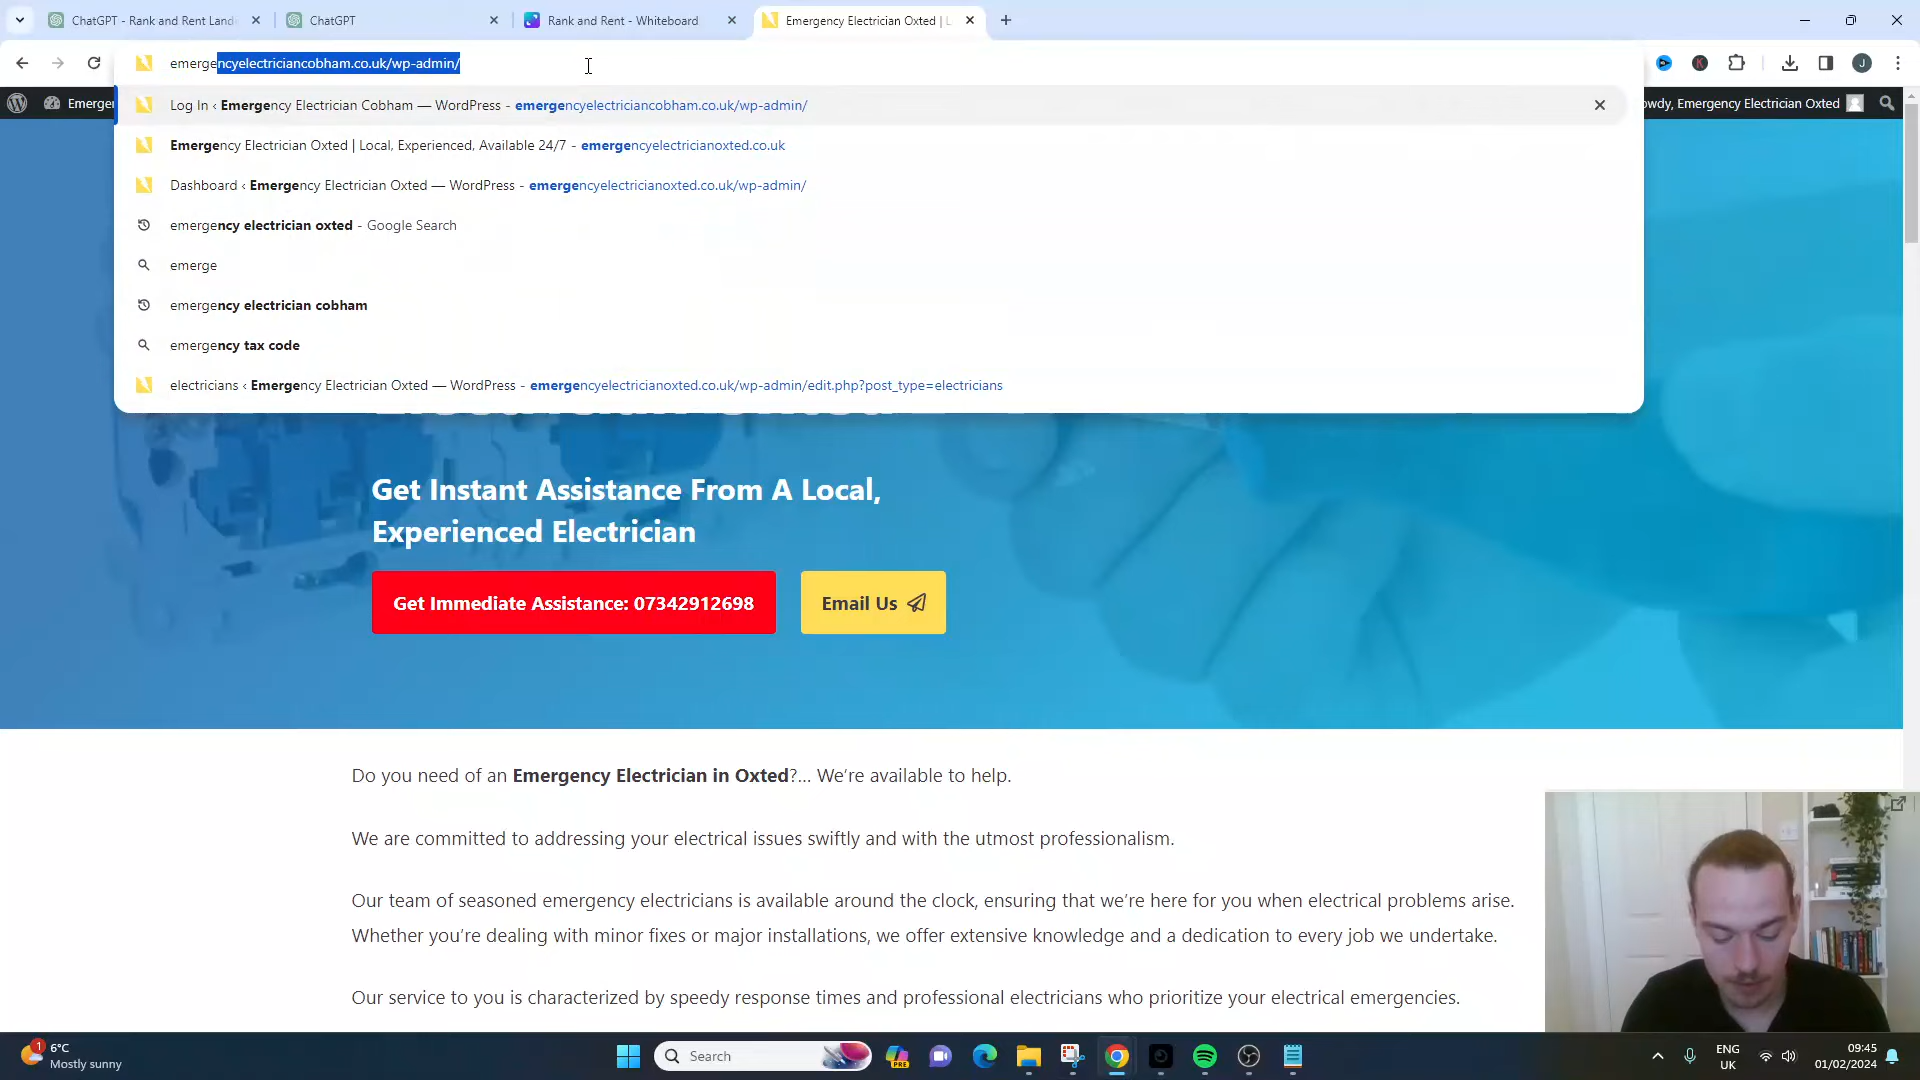 ChatGPT - Rank and Rent Land
ChatGPT
Rank and Rent - Whiteboard
Emergency Electrician Oxted | L
emergencyelectriciancobham.co.uk/wp-admin/
Emergen
owdy, Emergency Electrician Oxted
Log In ‹ Emergency Electrician Cobham — WordPress - emergencyelectriciancobham.co.uk/wp-admin/
Emergency Electrician Oxted | Local, Experienced, Available 24/7 - emergencyelectricianoxted.co.uk
Dashboard ‹ Emergency Electrician Oxted — WordPress - emergencyelectricianoxted.co.uk/wp-admin/
emergency electrician oxted - Google Search
emerge
emergency electrician cobham
emergency tax code
electricians ‹ Emergency Electrician Oxted — WordPress - emergencyelectricianoxted.co.uk/wp-admin/edit.php?post_type=electricians
Get Instant Assistance From A Local,
Experienced Electrician
Get Immediate Assistance: 07342912698
Email Us
Do you need of an Emergency Electrician in Oxted?... We’re available to help.
We are committed to addressing your electrical issues swiftly and with the utmost professionalism.
Our team of seasoned emergency electricians is available around the clock, ensuring that we’re here for you when electrical problems arise.
Whether you’re dealing with minor fixes or major installations, we offer extensive knowledge and a dedication to every job we undertake.
Our service to you is characterized by speedy response times and professional electricians who prioritize your electrical emergencies.
1
6°C
Mostly sunny
Search
PRE
ENG
UK
09:45
01/02/2024